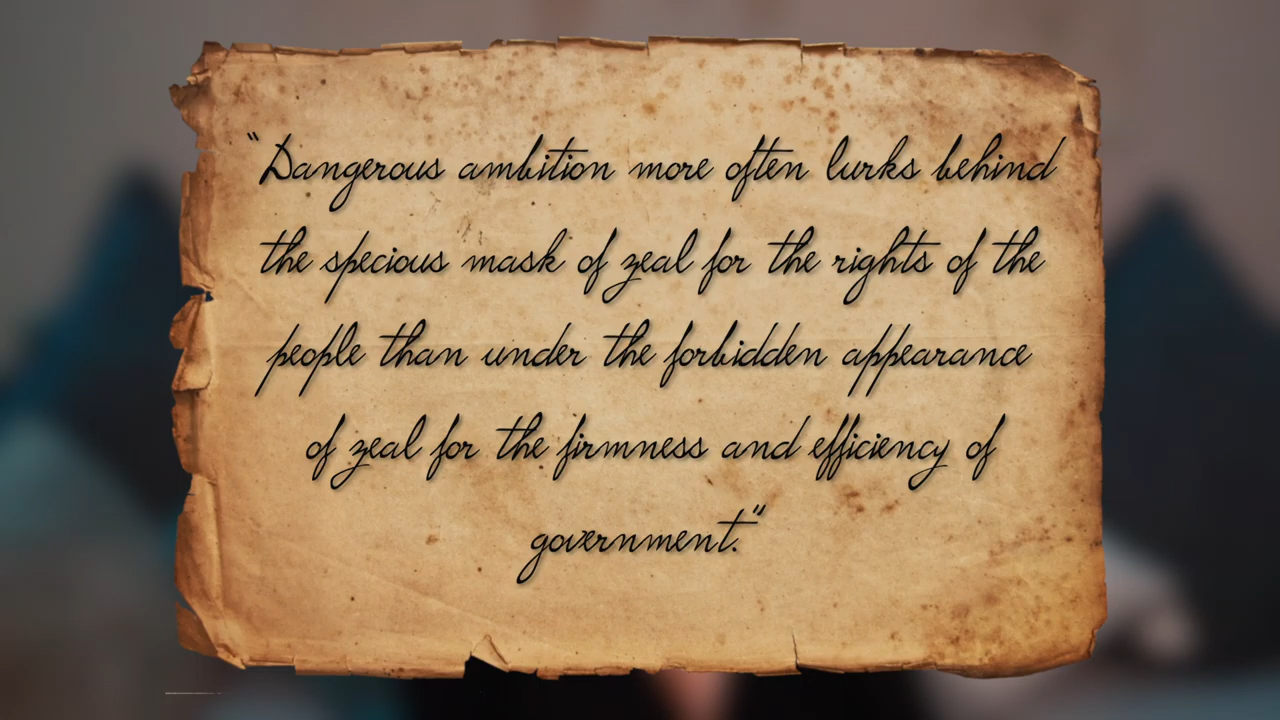 "Dangerous ambition more often lurks behind
the specious mask of zeal for the rights of the
people than under the forbidden appearance
of zeal for the firmness and efficiency of
government."